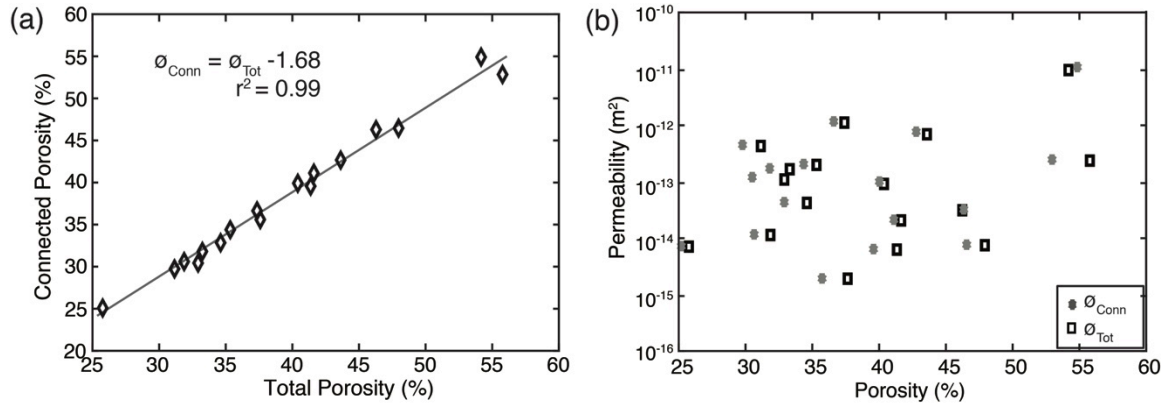 (a)
60
55
50
45
40
35
30
25
20
Connected Porosity (%)
øConn = øTot -1.68
r² = 0.99
25 30 35 40 45 50 55 60
Total Porosity (%)
(b)
10⁻¹⁰
10⁻¹¹
10⁻¹²
10⁻¹³
10⁻¹⁴
10⁻¹⁵
10⁻¹⁶
Permeability (m²)
øConn
øTot
25 30 35 40 45 50 55 60
Porosity (%)